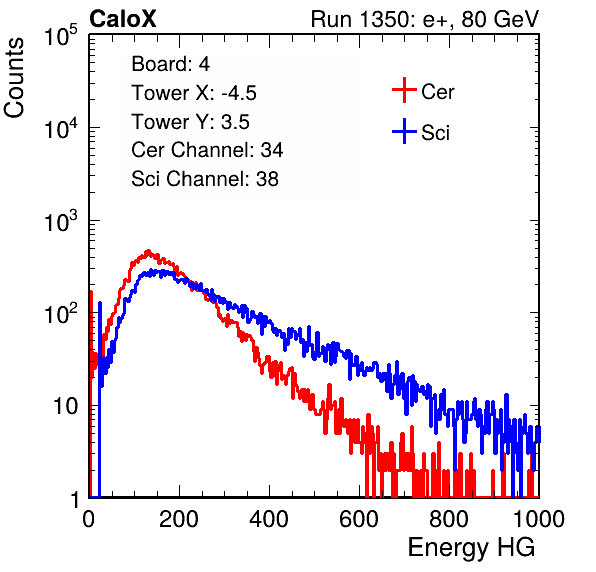 CaloX Run 1350: e+, 80 GeV
Counts
Board: 4
Tower X: -4.5
Tower Y: 3.5
Cer Channel: 34
Sci Channel: 38
Cer
Sci
10^5
10^4
10^3
10^2
10
1
0 200 400 600 800 1000
Energy HG